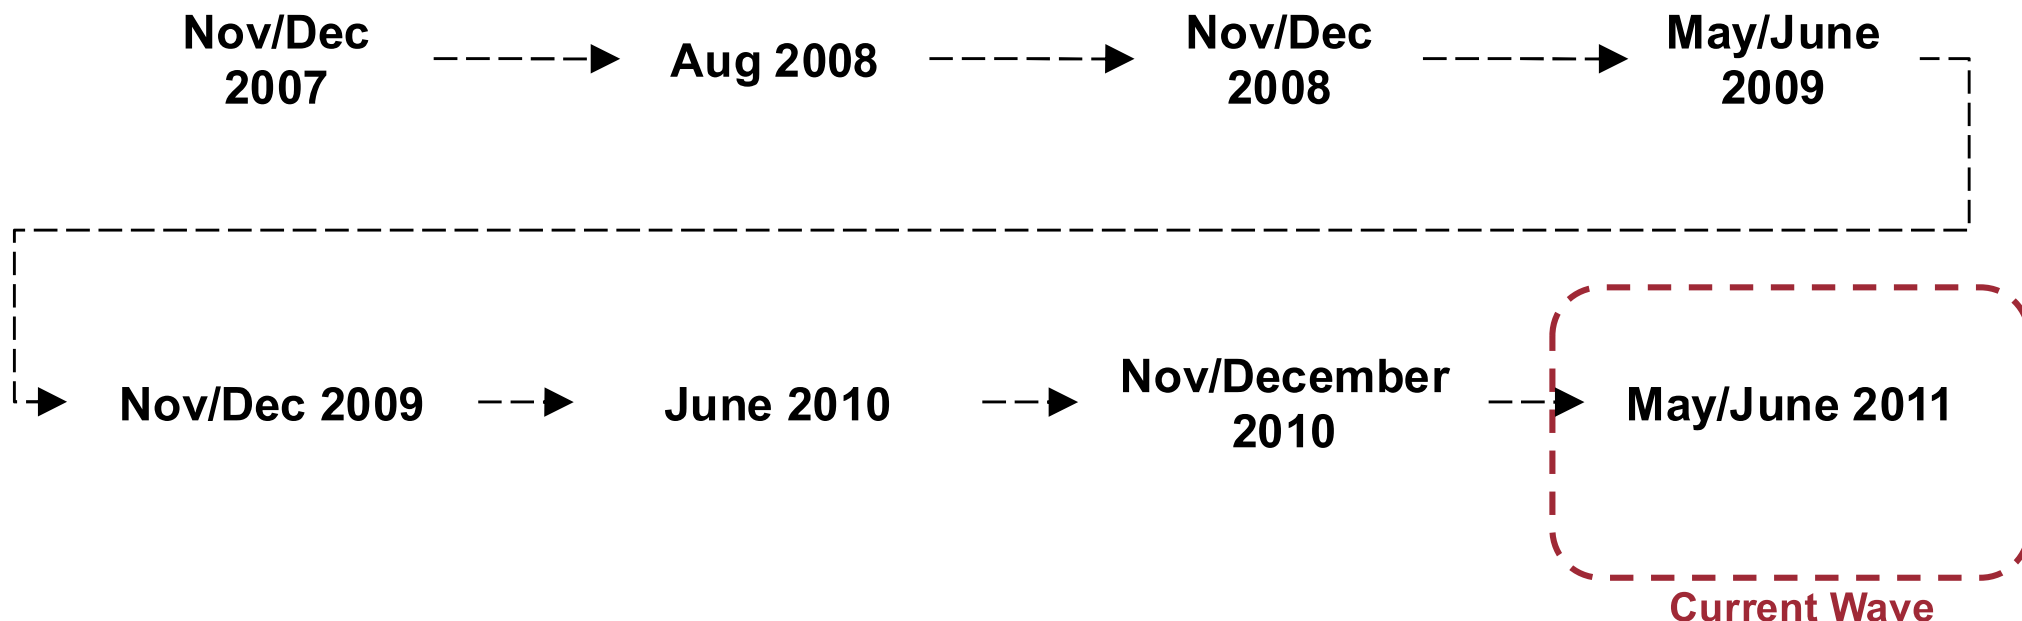 Nov/Dec
2007
Aug 2008
Nov/Dec
2008
May/June
2009
Nov/Dec 2009
June 2010
Nov/December
2010
May/June 2011
Current Wave